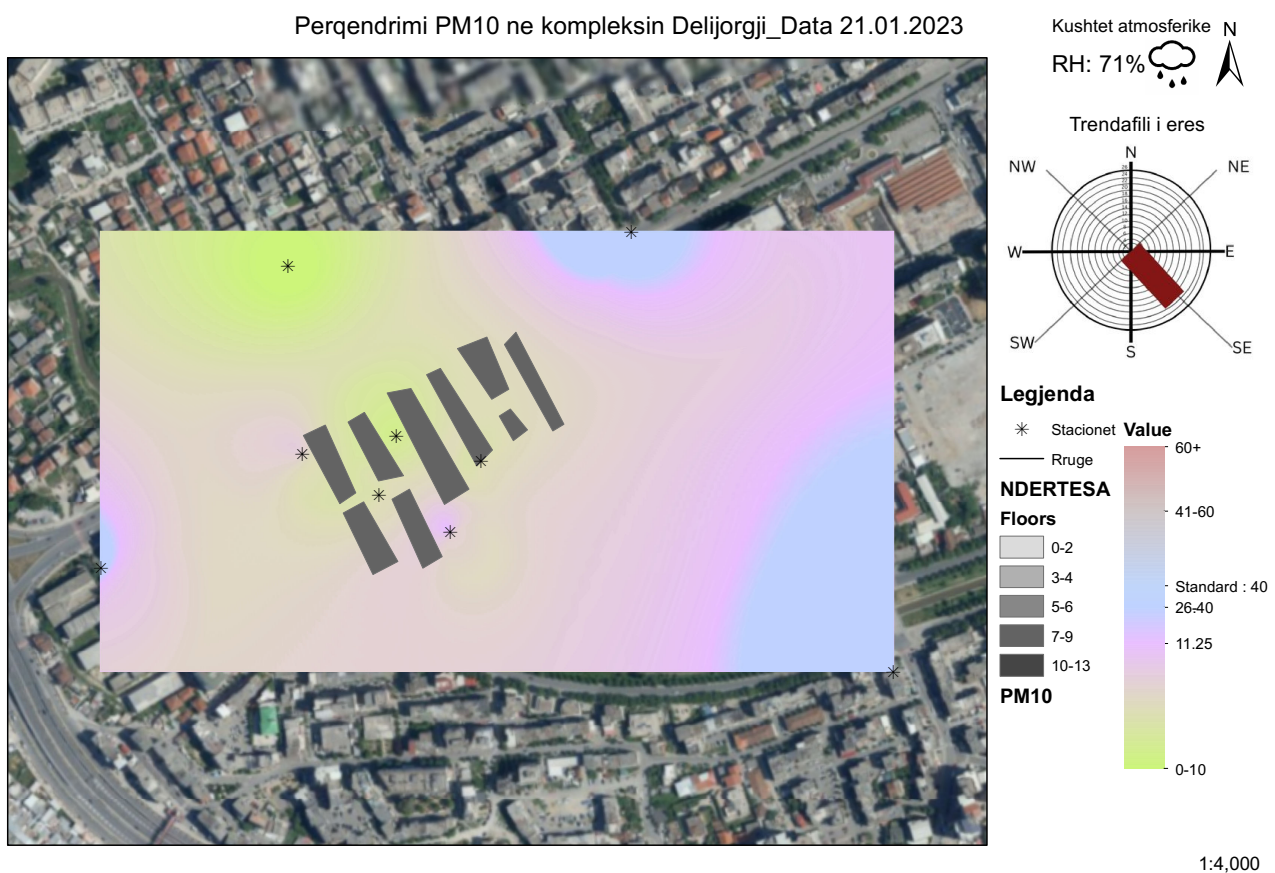 Perqendrimi PM10 ne kompleksin Delijorgji_Data 21.01.2023
Kushtet atmosferike
N
RH: 71%
Trendafili i eres
N
NW
NE
W
E
SW
SE
S
Legjenda
Stacionet
Rruge
NDERTESA
Floors
0-2
3-4
5-6
7-9
10-13
PM10
Value
60+
41-60
Standard : 40
26-40
11.25
0-10
1:4,000